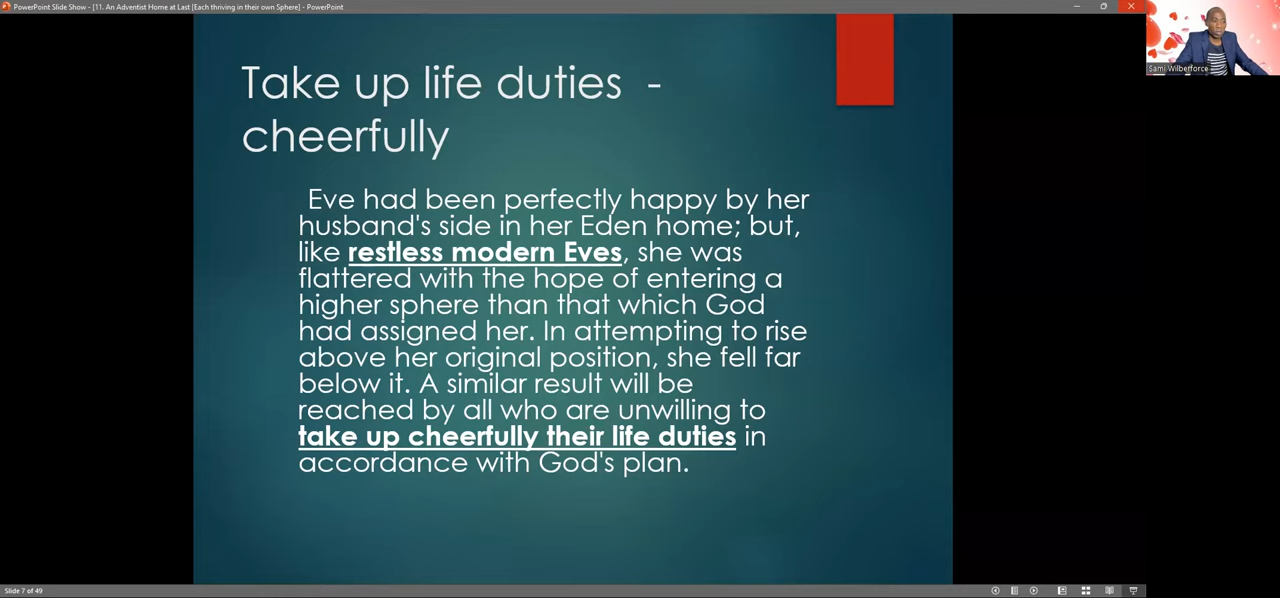 PowerPoint Slide Show - [11. An Adventist Home at Last [Each thriving in their own Sphere] - PowerPoint
Sami Wilberforce
Take up life duties -
cheerfully
Eve had been perfectly happy by her
husband's side in her Eden home; but,
like restless modern Eves, she was
flattered with the hope of entering a
higher sphere than that which God
had assigned her. In attempting to rise
above her original position, she fell far
below it. A similar result will be
reached by all who are unwilling to
take up cheerfully their life duties in
accordance with God's plan.
Slide 7 of 49